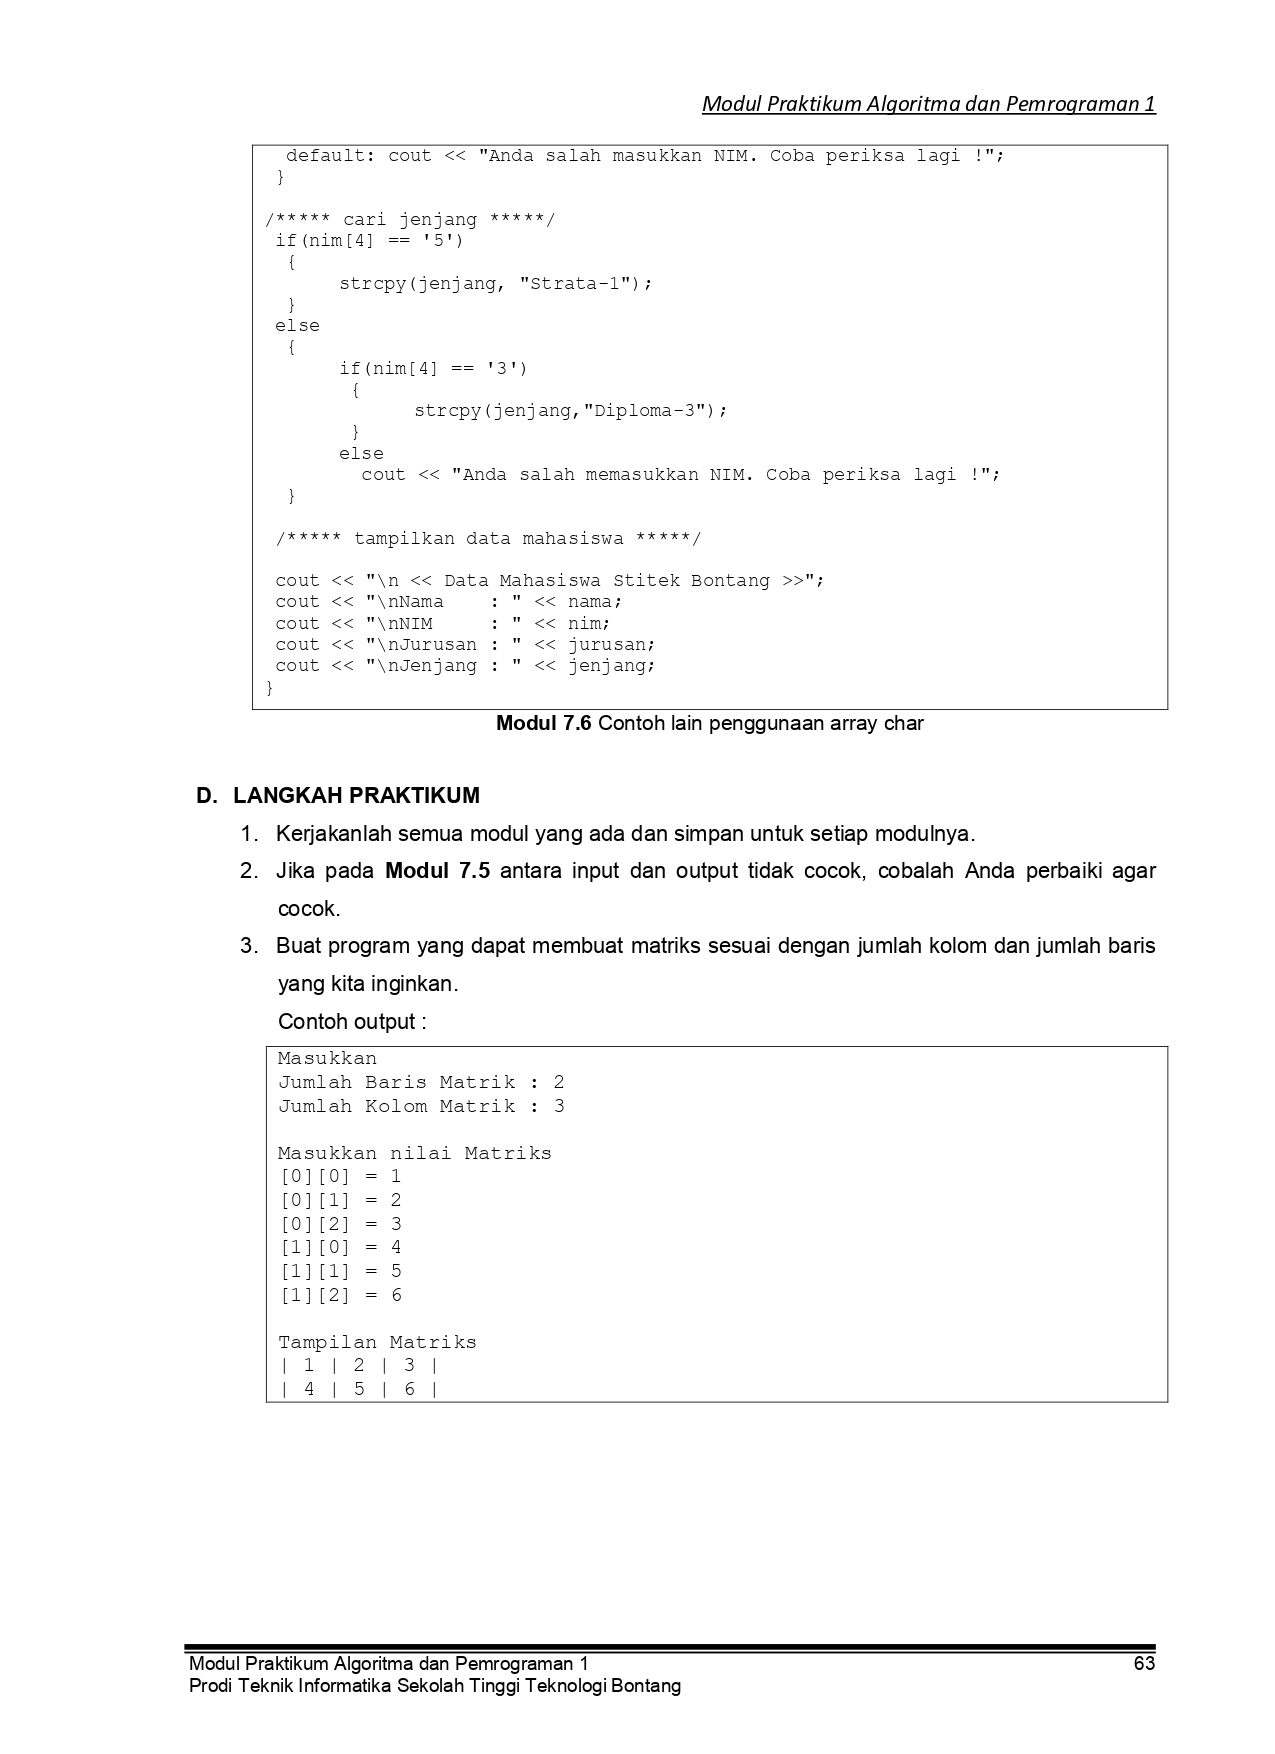 Modul Praktikum Algoritma dan Pemrograman 1
default: cout << "Anda salah masukkan NIM. Coba periksa lagi !";
}
/***** cari jenjang *****/
if(nim[4] == '5')
{
strcpy(jenjang, "Strata-1");
}
else
{
if(nim[4] == '3')
{
strcpy(jenjang,"Diploma-3");
}
else
cout << "Anda salah memasukkan NIM. Coba periksa lagi !";
}
/***** tampilkan data mahasiswa *****/
cout << "\n << Data Mahasiswa Stitek Bontang >>";
cout << "\nNama    : " << nama;
cout << "\nNIM     : " << nim;
cout << "\nJurusan : " << jurusan;
cout << "\nJenjang : " << jenjang;
}
Modul 7.6 Contoh lain penggunaan array char
D. LANGKAH PRAKTIKUM
1. Kerjakanlah semua modul yang ada dan simpan untuk setiap modulnya.
2. Jika pada Modul 7.5 antara input dan output tidak cocok, cobalah Anda perbaiki agar
cocok.
3. Buat program yang dapat membuat matriks sesuai dengan jumlah kolom dan jumlah baris
yang kita inginkan.
Contoh output :
Masukkan
Jumlah Baris Matrik : 2
Jumlah Kolom Matrik : 3
Masukkan nilai Matriks
[0][0] = 1
[0][1] = 2
[0][2] = 3
[1][0] = 4
[1][1] = 5
[1][2] = 6
Tampilan Matriks
| 1 | 2 | 3 |
| 4 | 5 | 6 |
Modul Praktikum Algoritma dan Pemrograman 1 63
Prodi Teknik Informatika Sekolah Tinggi Teknologi Bontang